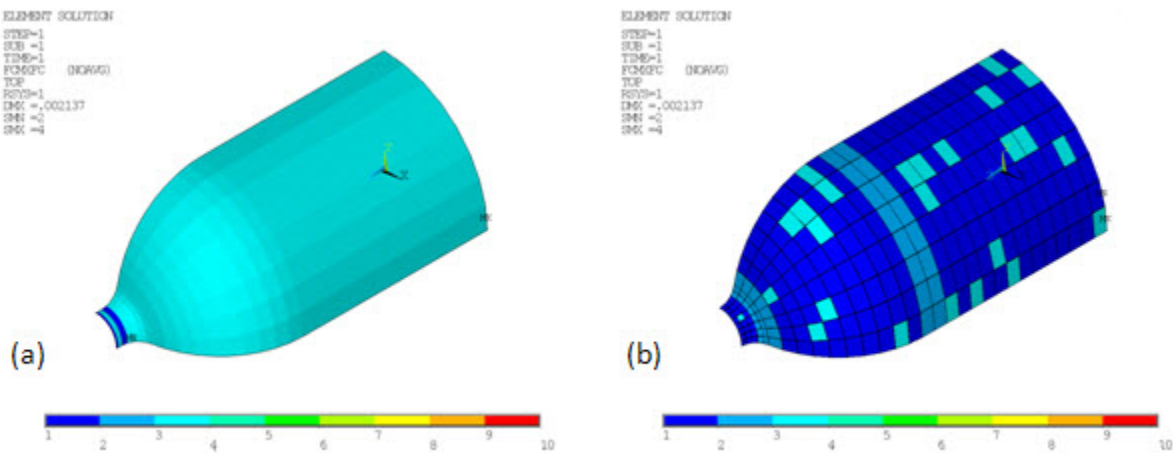 ELEMENT SOLUTION
STEP=1
SUB =1
TIME=1
FCMXFC (NOAVG)
TOP
RSYS=1
DMX =.002137
SMN =2
SMX =4
Z
X
MX
(a)
1 2 3 4 5 6 7 8 9 10
ELEMENT SOLUTION
STEP=1
SUB =1
TIME=1
FCMXFC (NOAVG)
TOP
RSYS=1
DMX =.002137
SMN =2
SMX =4
MX
(b)
1 2 3 4 5 6 7 8 9 10